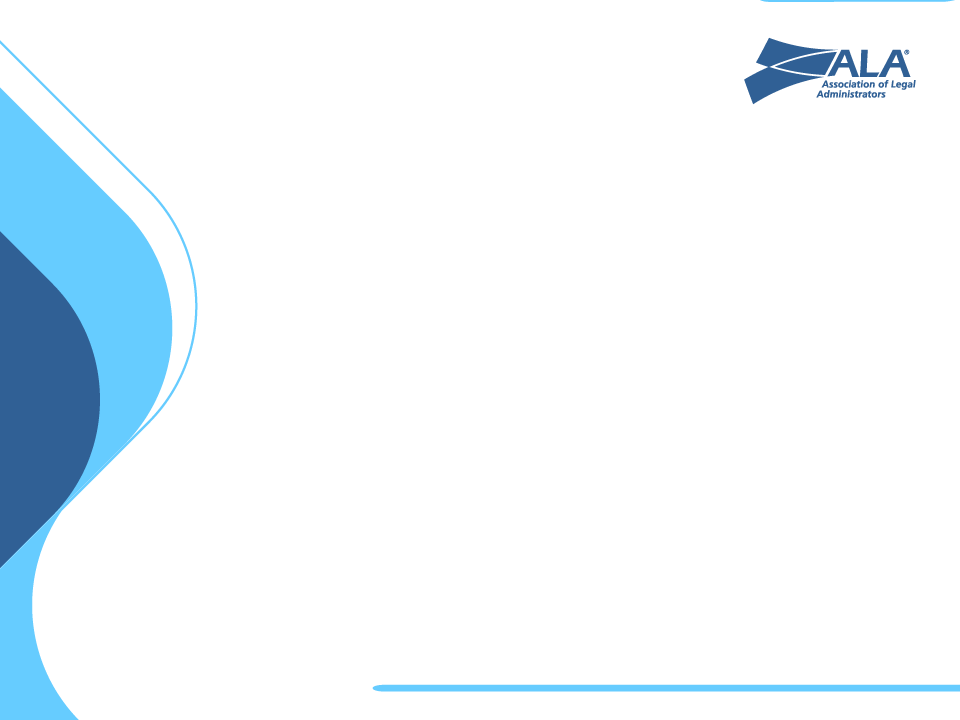 ALA®
Association of Legal
Administrators